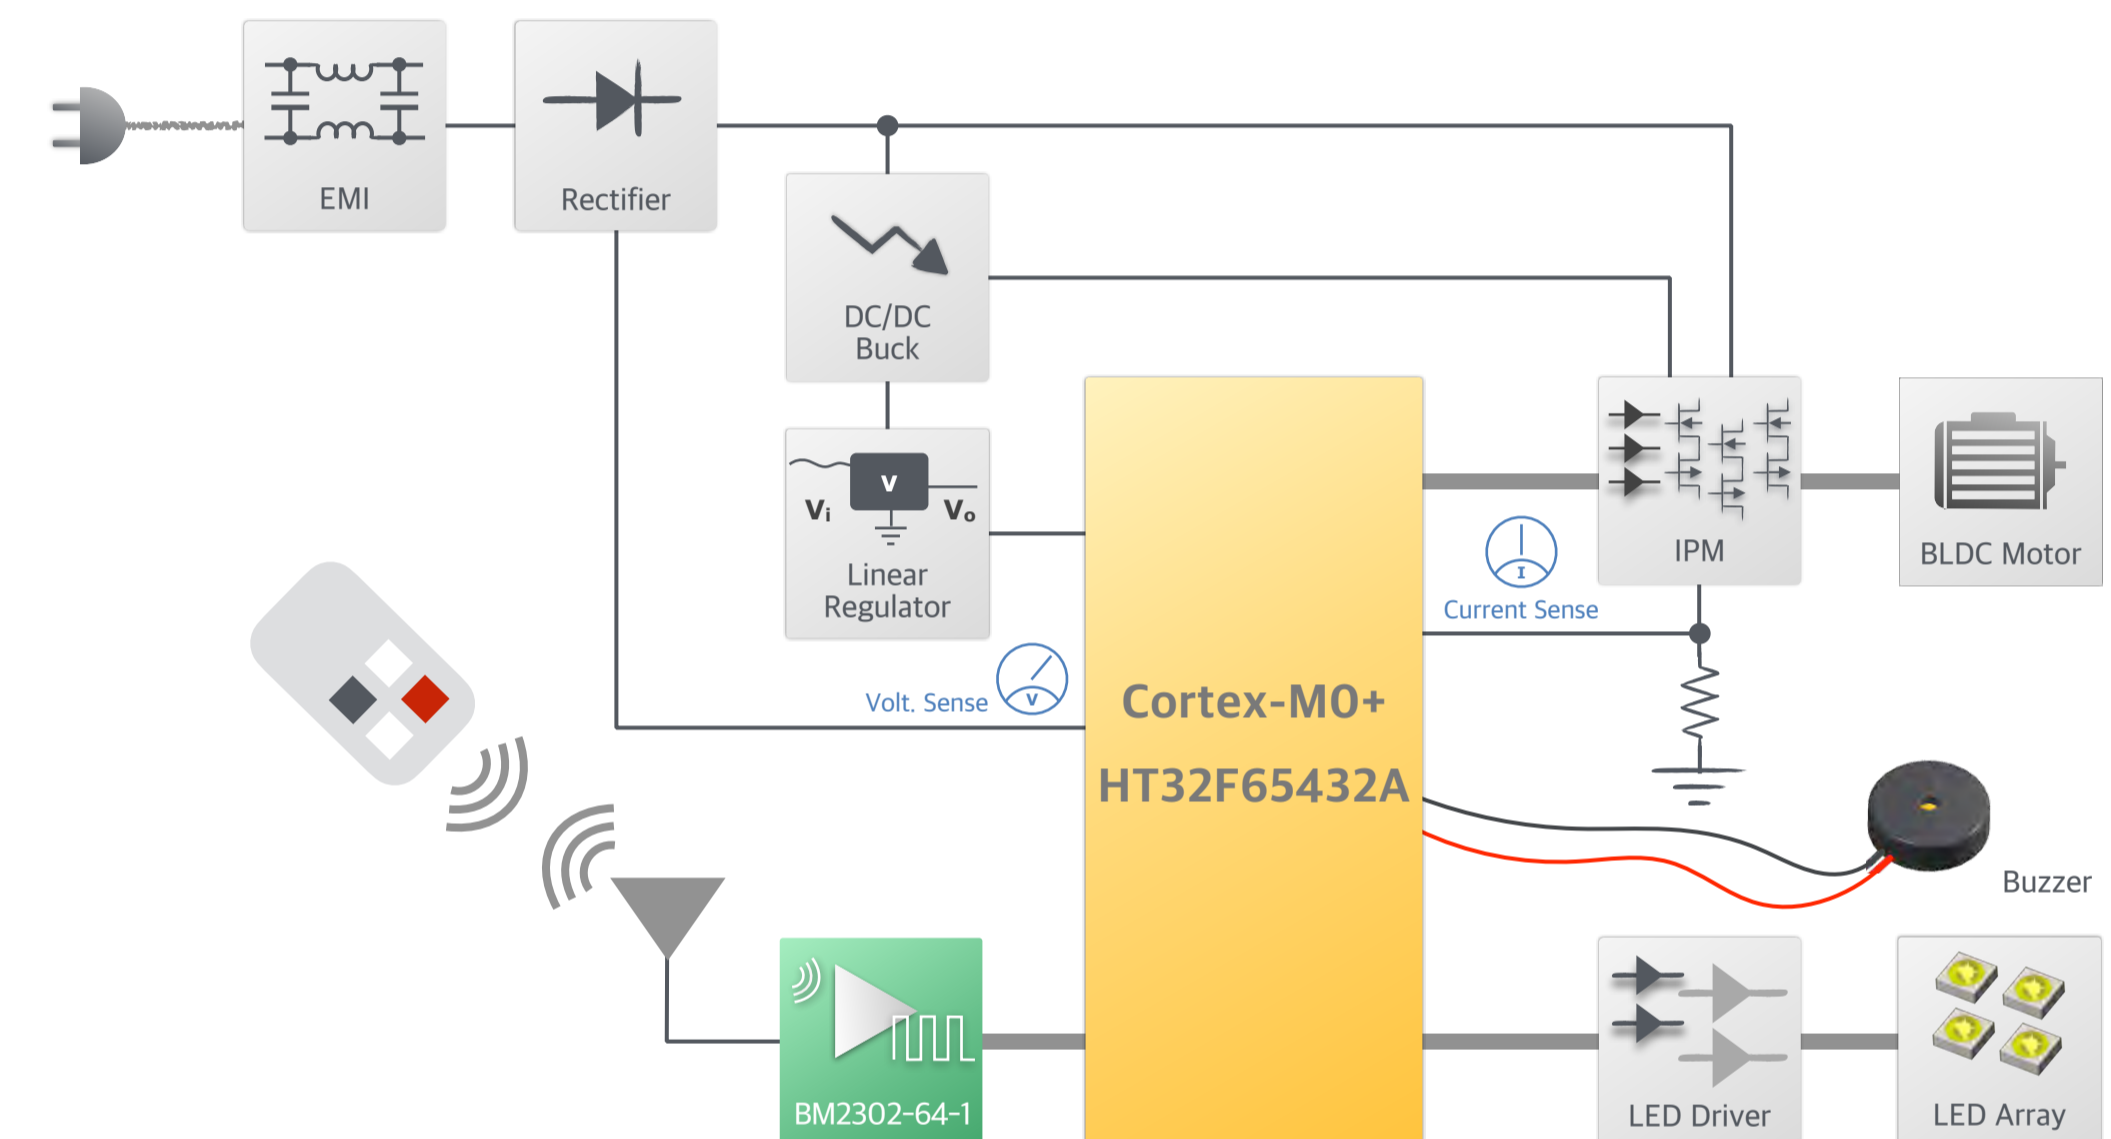 EMI
Rectifier
DC/DC
Buck
V
Vi
Vo
Linear
Regulator
IPM
BLDC Motor
I
Current Sense
Volt. Sense
V
Cortex-M0+
HT32F65432A
Buzzer
BM2302-64-1
LED Driver
LED Array